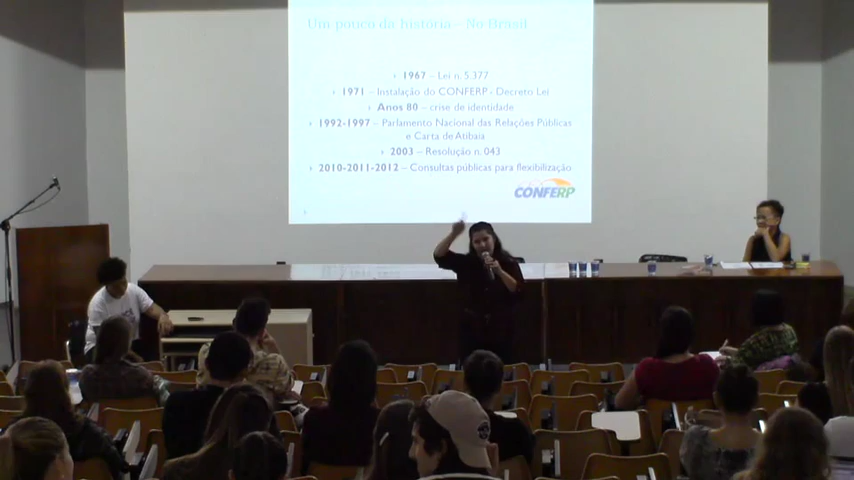 Um pouco da história – No Brasil
› 1967 – Lei n. 5.377
› 1971 – Instalação do CONFERP - Decreto Lei
› Anos 80 – crise de identidade
› 1992-1997 – Parlamento Nacional das Relações Públicas
e Carta de Atibaia
› 2003 – Resolução n. 043
› 2010-2011-2012 – Consultas públicas para flexibilização
CONFERP